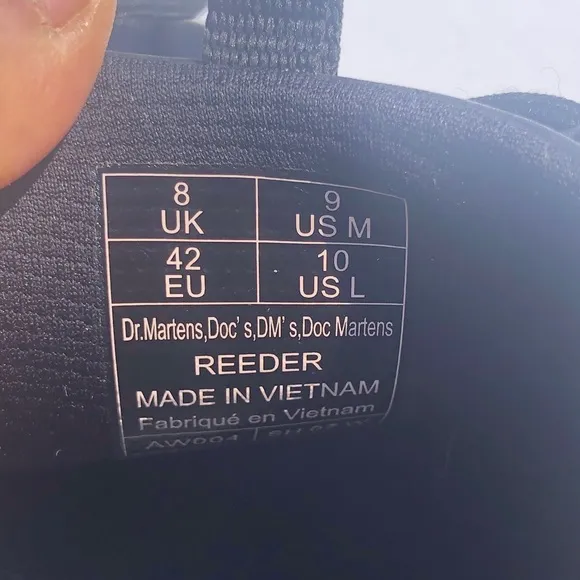 8 9
UK US M
42 10
EU US L
Dr.Martens,Doc's,DM's,Doc Martens
REEDER
MADE IN VIETNAM
Fabriqué en Vietnam
AW004